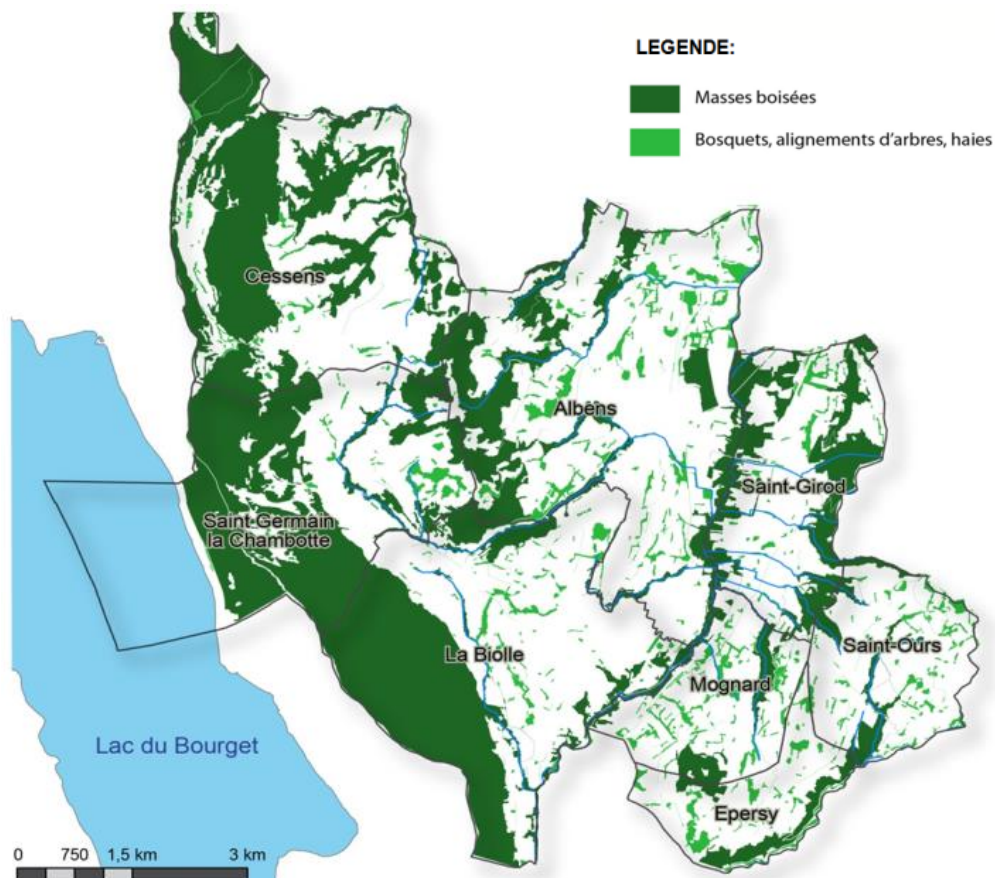 LEGENDE:
Masses boisées
Bosquets, alignements d'arbres, haies
Cessens
Albens
Saint-Girod
Saint-Germain
la Chambotte
La Biolle
Saint-Ours
Mognard
Lac du Bourget
Epersy
0 750 1,5 km 3 km